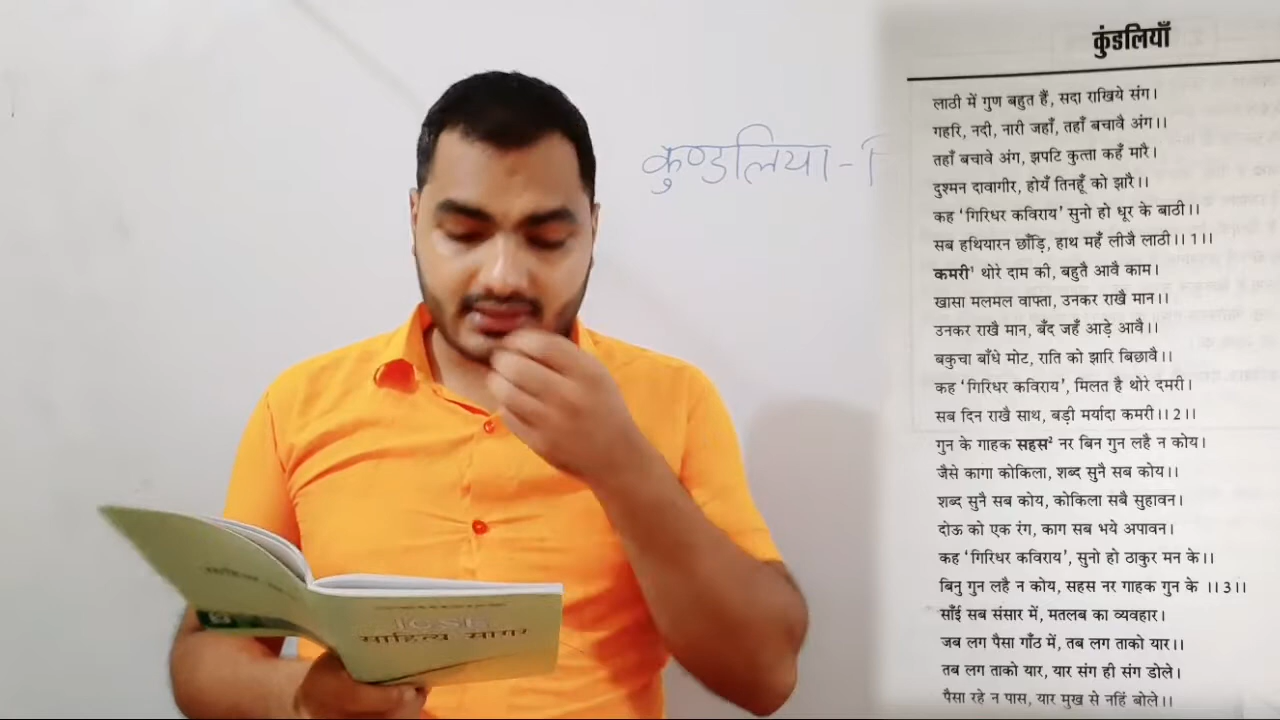 कुण्डलिया -
ICSE
साहित्य सागर
कुंडलियाँ
लाठी में गुण बहुत हैं, सदा राखिये संग।
गहरि, नदी, नारी जहाँ, तहाँ बचावै अंग।।
तहाँ बचावे अंग, झपटि कुत्ता कहँ मारै।
दुश्मन दावागीर, होयँ तिनहूँ को झारै।।
कह 'गिरिधर कविराय' सुनो हो धूर के बाठी।।
सब हथियारन छाँड़ि, हाथ महँ लीजै लाठी।। 1।।
कमरी¹ थोरे दाम की, बहुतै आवै काम।
खासा मलमल वाफ्ता, उनकर राखै मान।।
उनकर राखै मान, बँद जहँ आड़े आवै।।
बकुचा बाँधे मोट, राति को झारि बिछावै।।
कह 'गिरिधर कविराय', मिलत है थोरे दमरी।
सब दिन राखै साथ, बड़ी मर्यादा कमरी।। 2।।
गुन के गाहक सहस² नर बिन गुन लहै न कोय।
जैसे कागा कोकिला, शब्द सुनै सब कोय।।
शब्द सुनै सब कोय, कोकिला सबै सुहावन।
दोऊ को एक रंग, काग सब भये अपावन।
कह 'गिरिधर कविराय', सुनो हो ठाकुर मन के।।
बिनु गुन लहै न कोय, सहस नर गाहक गुन के ।। 3।।
साँई सब संसार में, मतलब का व्यवहार।
जब लग पैसा गाँठ में, तब लग ताको यार।।
तब लग ताको यार, यार संग ही संग डोले।
पैसा रहे न पास, यार मुख से नहिं बोले।।